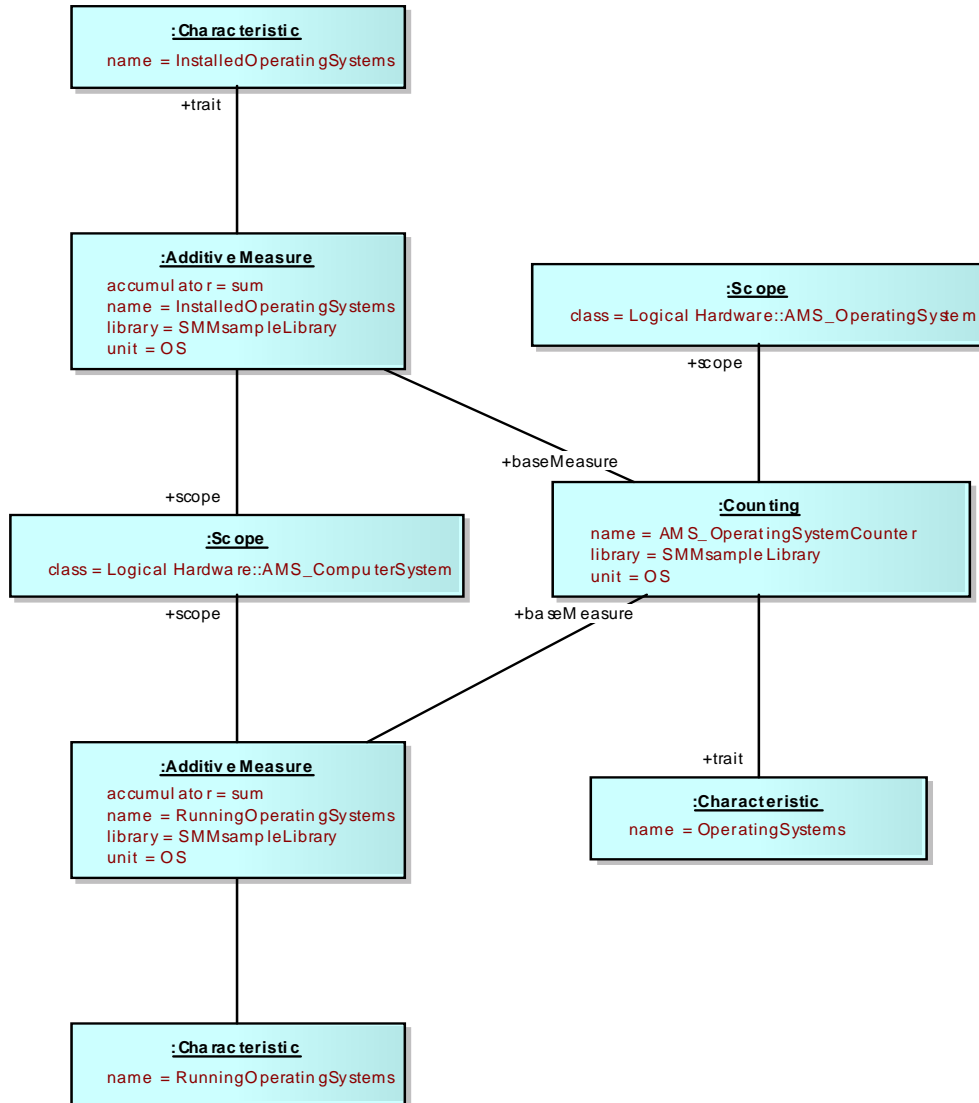 :Characteristic
name = InstalledOperatingSystems
+trait
:AdditiveMeasure
accumulator = sum
name = InstalledOperatingSystems
library = SMMsampleLibrary
unit = OS
:Scope
class = Logical Hardware::AMS_OperatingSystem
+scope
+baseMeasure
+scope
:Counting
name = AMS_OperatingSystemCounter
library = SMMsampleLibrary
unit = OS
:Scope
class = Logical Hardware::AMS_ComputerSystem
+scope
+baseMeasure
:AdditiveMeasure
accumulator = sum
name = RunningOperatingSystems
library = SMMsampleLibrary
unit = OS
+trait
:Characteristic
name = OperatingSystems
:Characteristic
name = RunningOperatingSystems